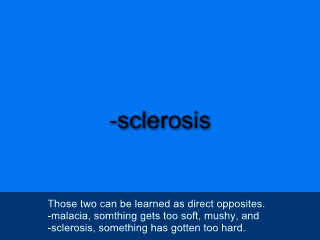 -sclerosis
Those two can be learned as direct opposites.
-malacia, somthing gets too soft, mushy, and
-sclerosis, something has gotten too hard.